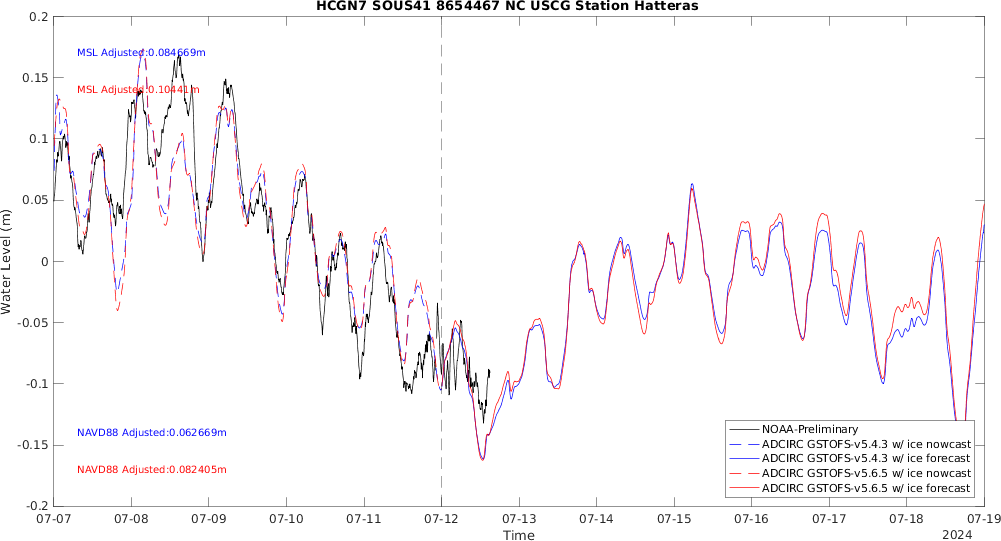 HCGN7 SOUS41 8654467 NC USCG Station Hatteras
0.2
0.15
0.1
0.05
0
-0.05
-0.1
-0.15
-0.2
Water Level (m)
MSL Adjusted:0.084669m
MSL Adjusted:0.10441m
NAVD88 Adjusted:0.062669m
NAVD88 Adjusted:0.082405m
NOAA-Preliminary
ADCIRC GSTOFS-v5.4.3 w/ ice nowcast
ADCIRC GSTOFS-v5.4.3 w/ ice forecast
ADCIRC GSTOFS-v5.6.5 w/ ice nowcast
ADCIRC GSTOFS-v5.6.5 w/ ice forecast
07-07 07-08 07-09 07-10 07-11 07-12 07-13 07-14 07-15 07-16 07-17 07-18 07-19
Time
2024